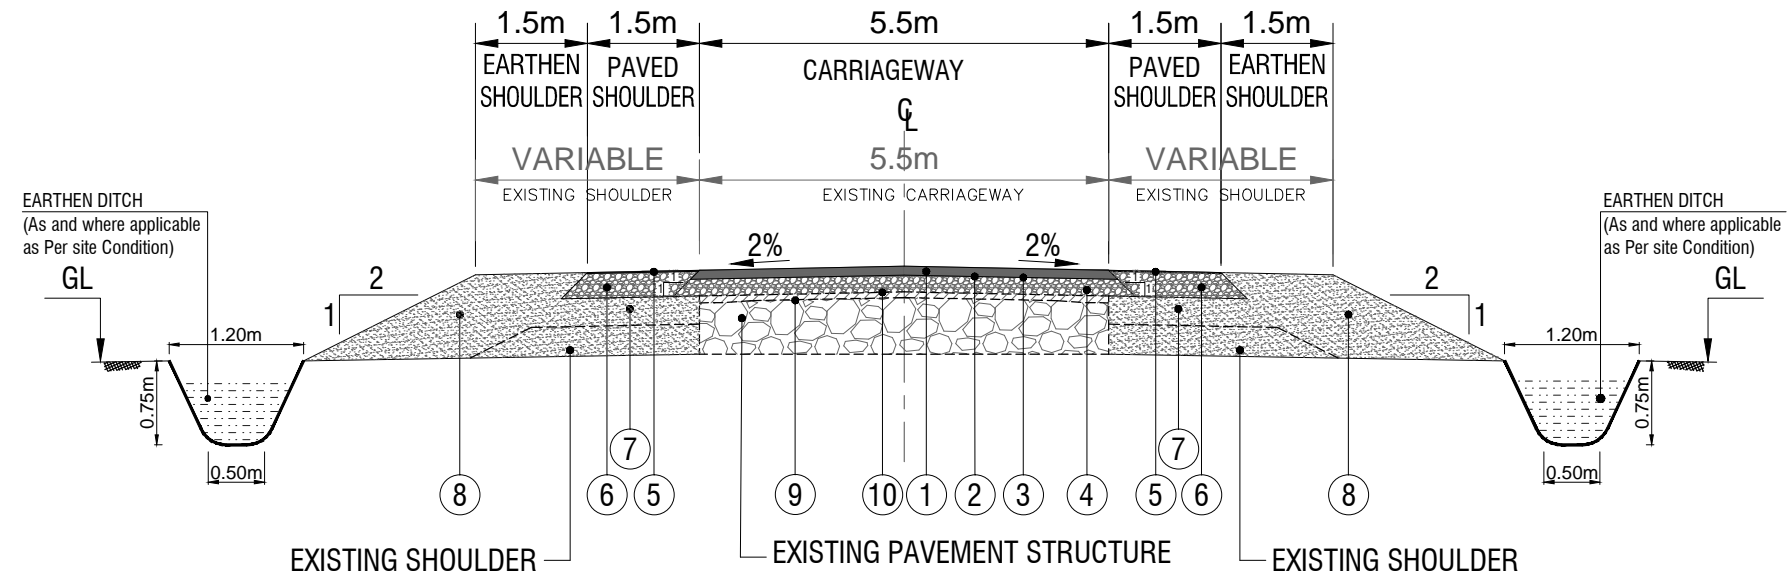 1.5m 1.5m 5.5m 1.5m 1.5m
EARTHEN SHOULDER
PAVED SHOULDER
CARRIAGEWAY
PAVED SHOULDER
EARTHEN SHOULDER
CL
VARIABLE 5.5m VARIABLE
EXISTING SHOULDER EXISTING CARRIAGEWAY EXISTING SHOULDER
EARTHEN DITCH
(As and where applicable
as Per site Condition)
GL
EARTHEN DITCH
(As and where applicable
as Per site Condition)
GL
2% 2%
2
1
2
1
1 1
1 1
1.20m 1.20m
0.75m 0.75m
0.50m 0.50m
7 7
8 6 5 9 10 1 2 3 4 5 6 8
EXISTING SHOULDER EXISTING PAVEMENT STRUCTURE EXISTING SHOULDER